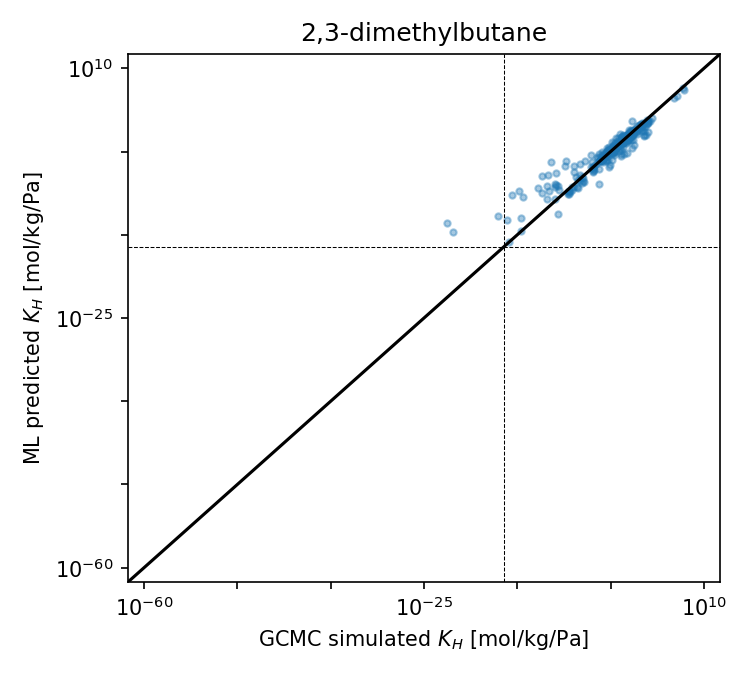 2,3-dimethylbutane
10^10
10^-25
10^-60
ML predicted K_H [mol/kg/Pa]
10^-60 10^-25 10^10
GCMC simulated K_H [mol/kg/Pa]